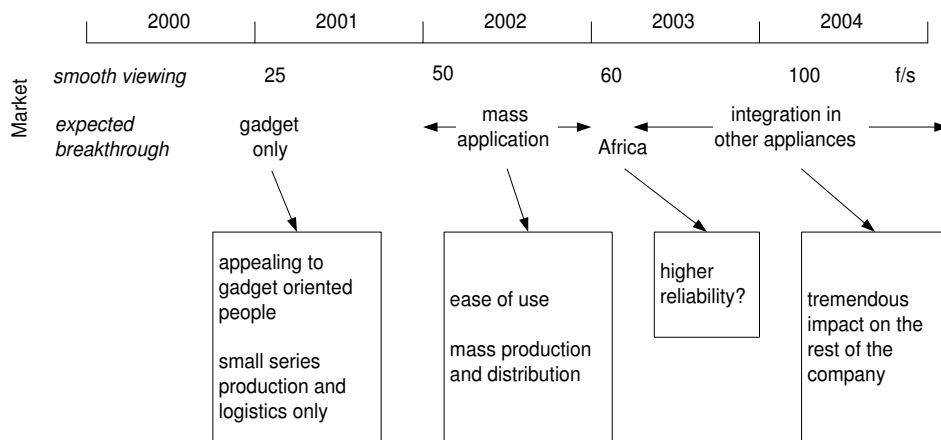 2000 2001 2002 2003 2004
smooth viewing 25 50 60 100 f/s
Market
expected
breakthrough
gadget
only
mass
application
Africa
integration in
other appliances
appealing to
gadget oriented
people
small series
production and
logistics only
ease of use
mass production
and distribution
higher
reliability?
tremendous
impact on the
rest of the
company